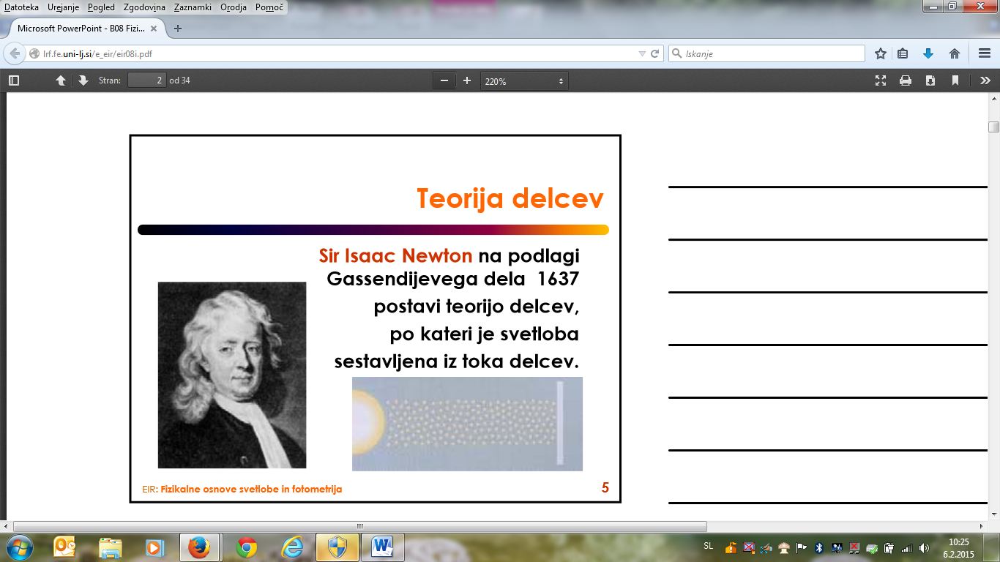 Datoteka Urejanje Pogled Zgodovina Zaznamki Orodja Pomoč
Microsoft PowerPoint - B08 Fizi...
lrf.fe.uni-lj.si/e_eir/eir08i.pdf
Iskanje
Stran: 2 od 34
220%
Teorija delcev
Sir Isaac Newton na podlagi
Gassendijevega dela 1637
postavi teorijo delcev,
po kateri je svetloba
sestavljena iz toka delcev.
EIR: Fizikalne osnove svetlobe in fotometrija
5
SL
10:25
6.2.2015